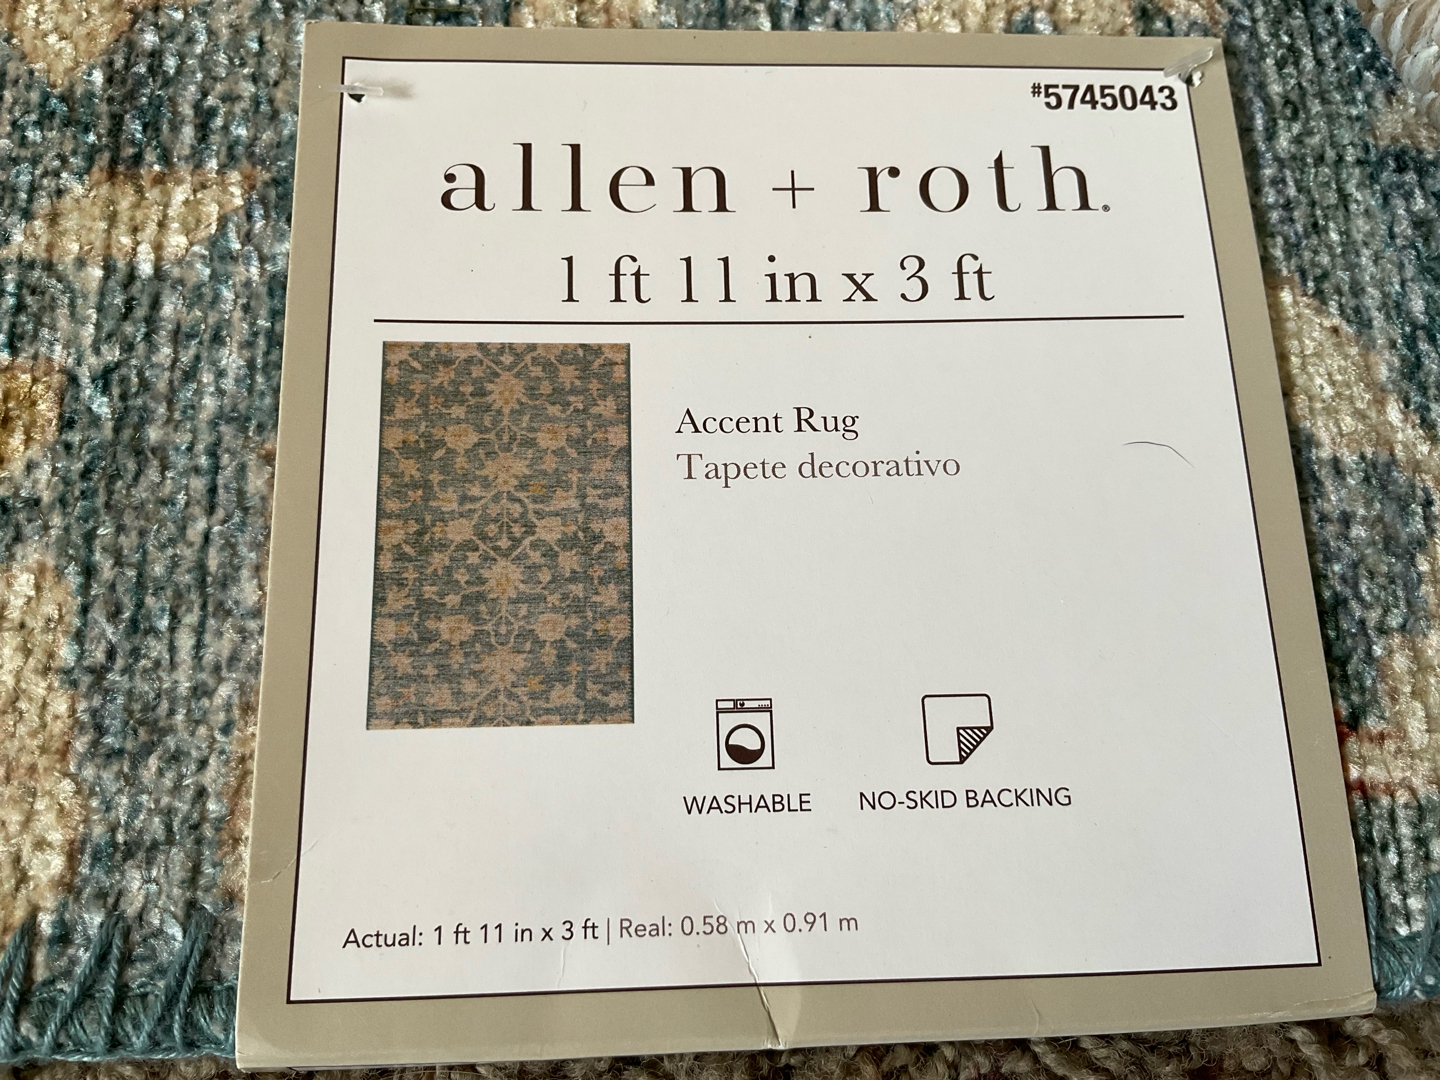 #5745043
allen + roth®
1 ft 11 in x 3 ft
Accent Rug
Tapete decorativo
WASHABLE
NO-SKID BACKING
Actual: 1 ft 11 in x 3 ft | Real: 0.58 m x 0.91 m